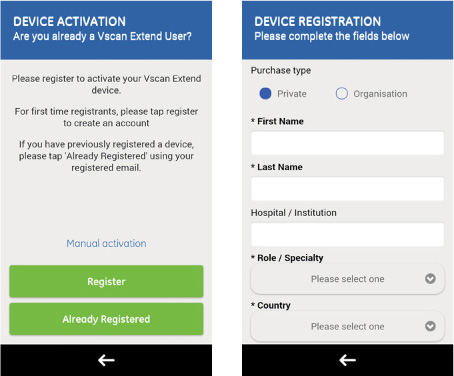 DEVICE ACTIVATION
Are you already a Vscan Extend User?
Please register to activate your Vscan Extend
device.
For first time registrants, please tap register
to create an account
If you have previously registered a device,
please tap 'Already Registered' using your
registered email.
Manual activation
Register
Already Registered
DEVICE REGISTRATION
Please complete the fields below
Purchase type
Private
Organisation
* First Name
* Last Name
Hospital / Institution
* Role / Specialty
Please select one
* Country
Please select one